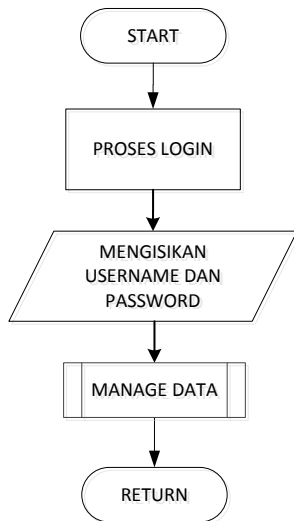 START
PROSES LOGIN
MENGISIKAN
USERNAME DAN
PASSWORD
MANAGE DATA
RETURN